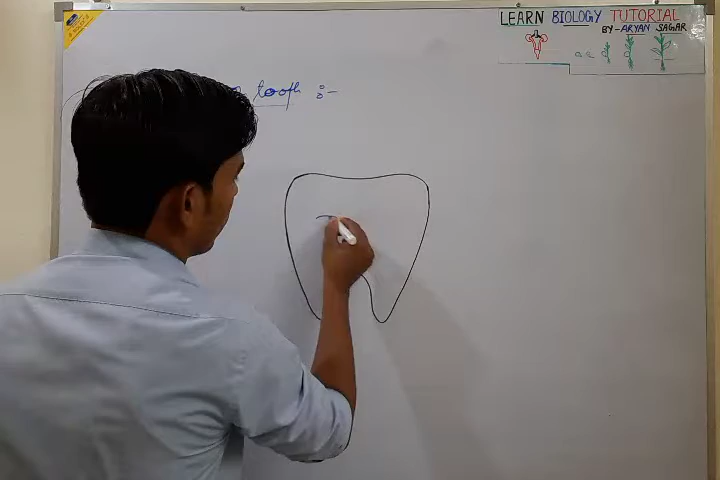 LEARN BIOLOGY TUTORIAL
BY-ARYAN SAGAR
tooth :-